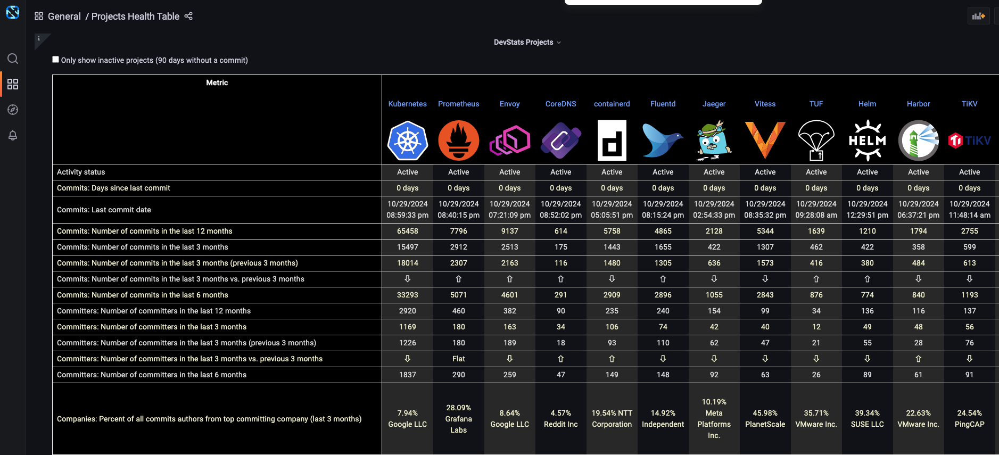 General / Projects Health Table
i
DevStats Projects
Only show inactive projects (90 days without a commit)
Metric
Kubernetes Prometheus Envoy CoreDNS containerd Fluentd Jaeger Vitess TUF Helm Harbor TiKV
d HELM TiKV
Activity status Active Active Active Active Active Active Active Active Active Active Active Active
Commits: Days since last commit 0 days 0 days 0 days 0 days 0 days 0 days 0 days 0 days 0 days 0 days 0 days 0 days
10/29/2024 10/29/2024 10/29/2024 10/29/2024 10/29/2024 10/29/2024 10/29/2024 10/29/2024 10/29/2024 10/29/2024 10/29/2024 10/29/2024
Commits: Last commit date
08:59:33 pm 08:40:15 pm 07:21:09 pm 08:52:02 pm 05:05:51 pm 08:15:24 pm 02:54:33 pm 08:35:32 pm 09:28:08 am 12:29:51 pm 06:37:21 pm 11:48:14 am
Commits: Number of commits in the last 12 months 65458 7796 9137 614 5758 4865 2128 5344 1639 1210 1794 2755
Commits: Number of commits in the last 3 months 15497 2912 2513 175 1443 1655 422 1307 462 422 358 599
Commits: Number of commits in the last 3 months (previous 3 months) 18014 2307 2163 116 1480 1305 636 1573 416 380 484 613
Commits: Number of commits in the last 3 months vs. previous 3 months ⇩ ⇧ ⇧ ⇧ ⇩ ⇧ ⇩ ⇩ ⇧ ⇧ ⇩ ⇩
Commits: Number of commits in the last 6 months 33293 5071 4601 291 2909 2896 1055 2843 876 774 840 1193
Committers: Number of committers in the last 12 months 2920 460 382 90 235 240 154 99 34 136 116 137
Committers: Number of committers in the last 3 months 1169 180 163 34 106 74 42 40 12 49 48 56
Committers: Number of committers in the last 3 months (previous 3 months) 1226 180 189 18 93 110 62 47 21 55 28 76
Committers: Number of committers in the last 3 months vs. previous 3 months ⇩ Flat ⇩ ⇧ ⇧ ⇩ ⇩ ⇩ ⇩ ⇩ ⇧ ⇩
Committers: Number of committers in the last 6 months 1837 290 259 47 149 148 92 63 26 89 61 91
Companies: Percent of all commits authors from top committing company (last 3 months)
7.94%
Google LLC
28.09%
Grafana
Labs
8.64%
Google LLC
4.57%
Reddit Inc
19.54% NTT
Corporation
14.92%
Independent
10.19%
Meta
Platforms
Inc.
45.98%
PlanetScale
35.71%
VMware Inc.
39.34%
SUSE LLC
22.63%
VMware Inc.
24.54%
PingCAP